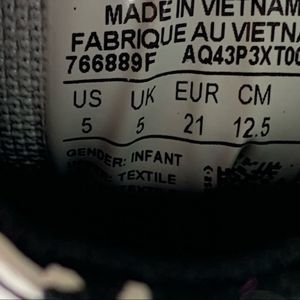 MADE IN VIETNAM
FABRIQUE AU VIETNA
766889F AQ43P3XT0
US UK EUR CM
5 5 21 12.5
GENDER: INFANT
TEXTILE